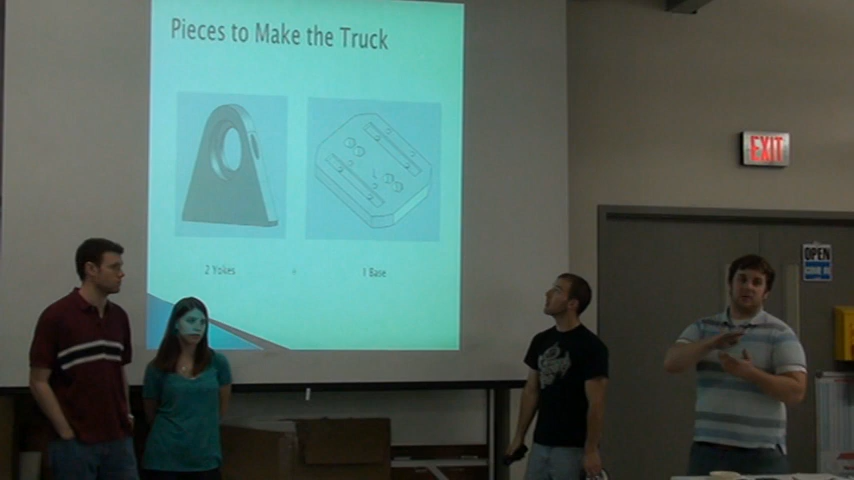 Pieces to Make the Truck
2 Yokes
1 Base
EXIT
OPEN